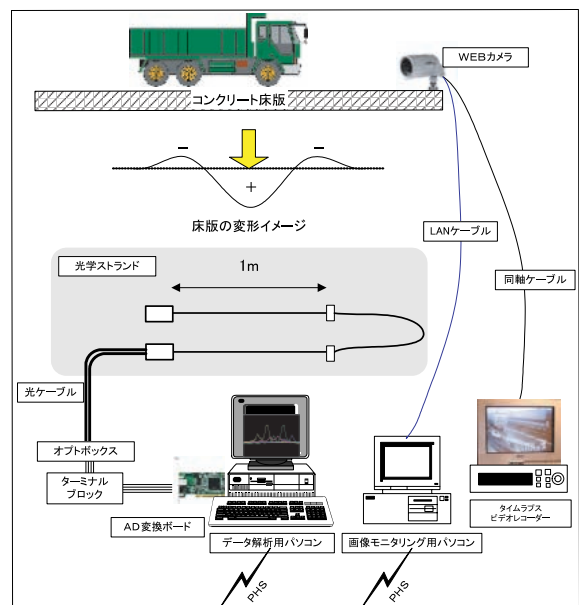 WEBカメラ
コンクリート床版
－
－
＋
床版の変形イメージ
LANケーブル
光学ストランド
1m
同軸ケーブル
光ケーブル
オプトボックス
ターミナル
ブロック
AD変換ボード
データ解析用パソコン
画像モニタリング用パソコン
タイムラプス
ビデオレコーダー
PHS
PHS